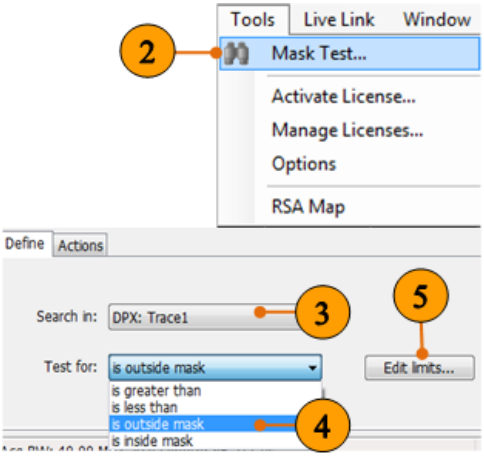 Tools Live Link Window
2
Mask Test...
Activate License...
Manage Licenses...
Options
RSA Map
Define Actions
Search in: DPX: Trace1
3
5
Test for: is outside mask
Edit limits...
is greater than
is less than
is outside mask
4
is inside mask